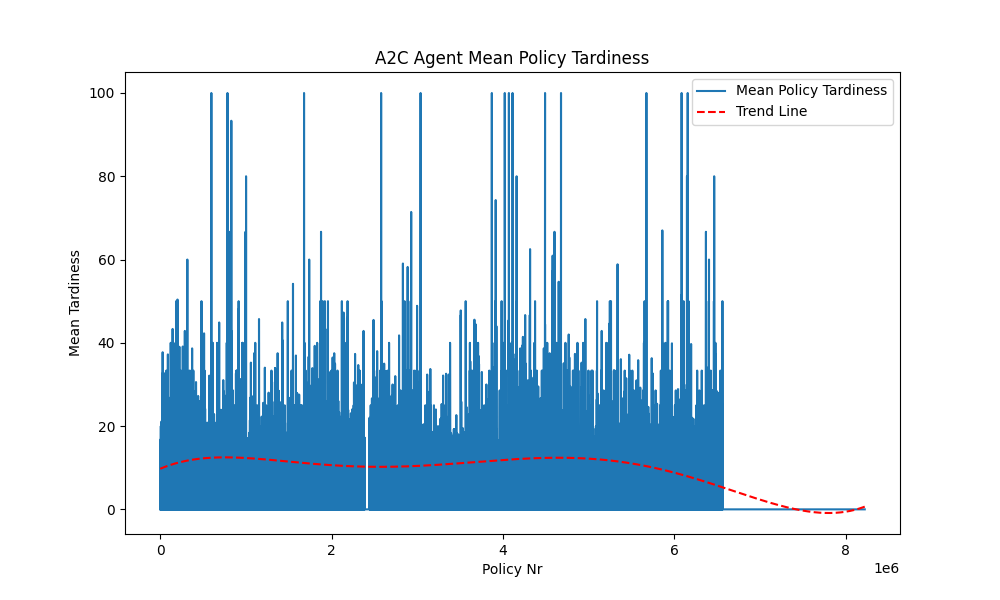 A2C Agent Mean Policy Tardiness
Mean Policy Tardiness
Trend Line
Mean Tardiness
100
80
60
40
20
0
0 2 4 6 8
1e6
Policy Nr